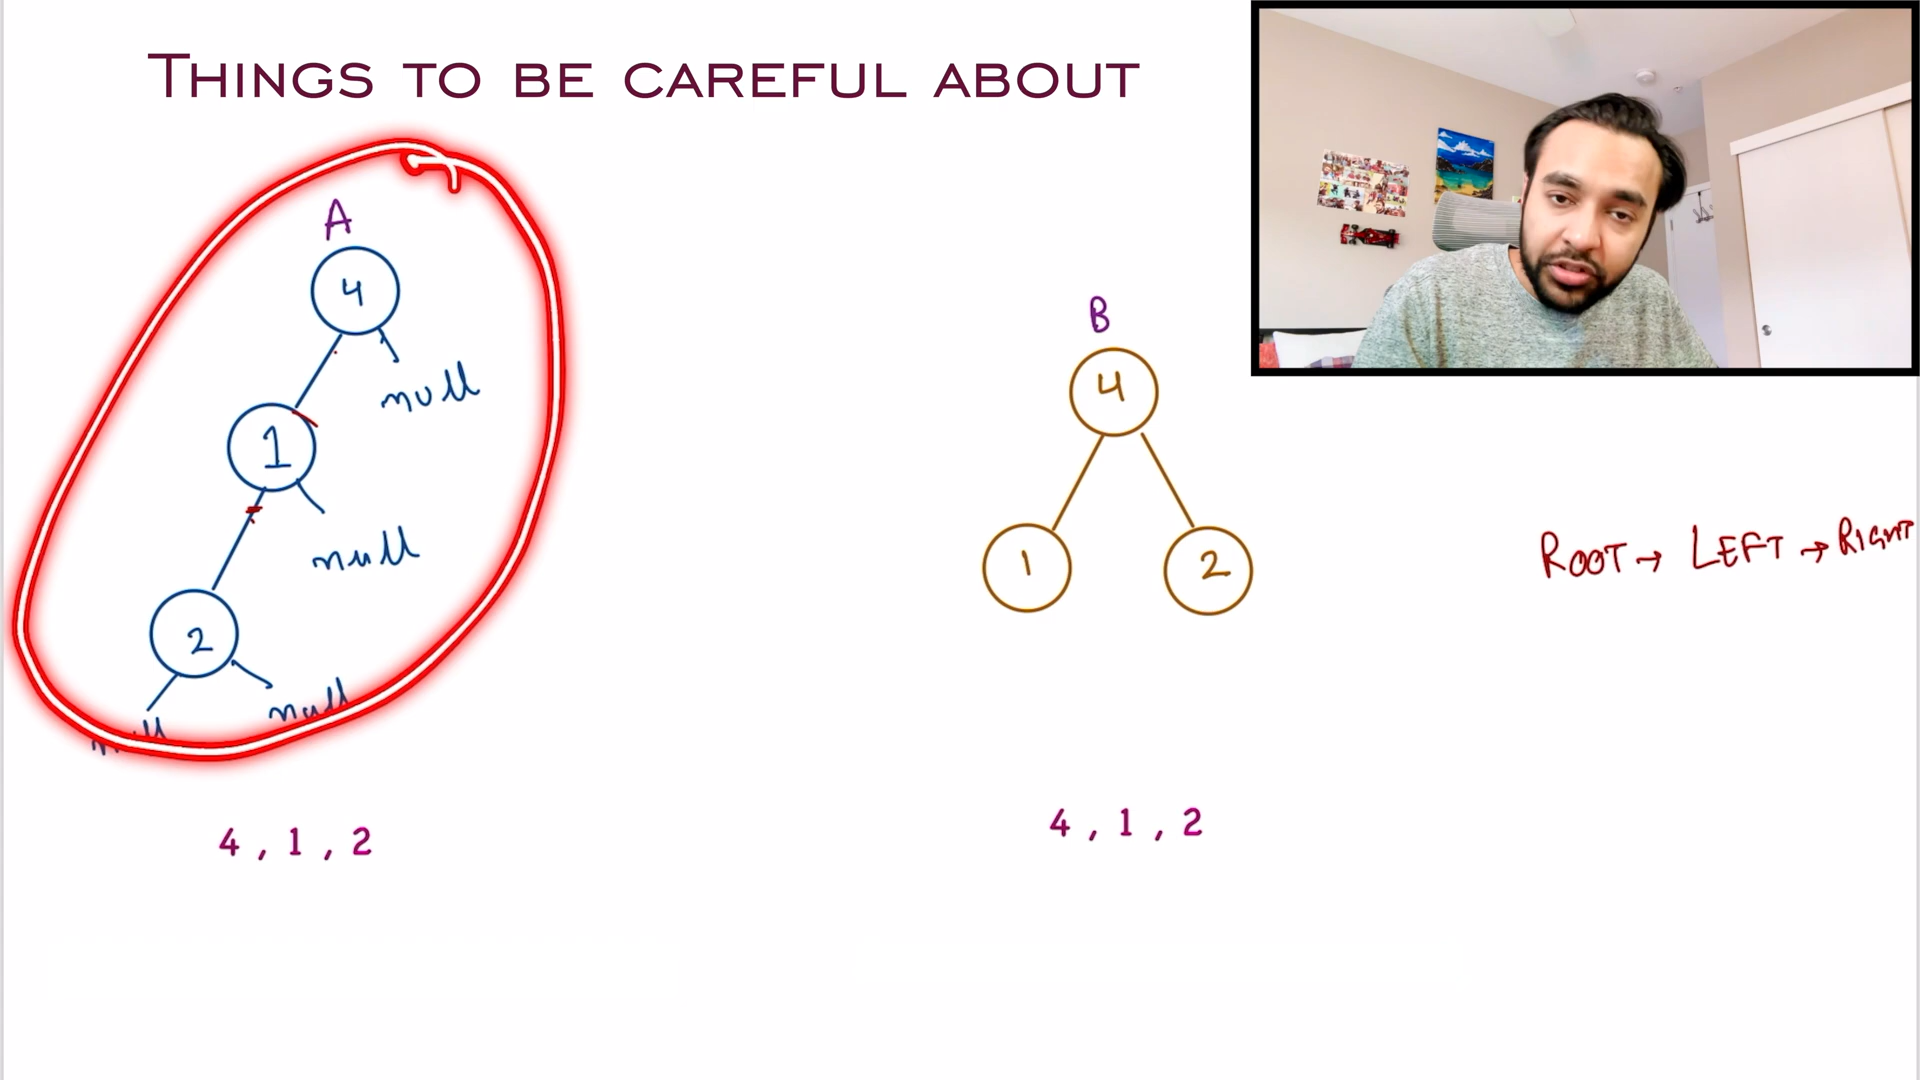 THINGS TO BE CAREFUL ABOUT
A
4
null
1
null
2
null
null
4 , 1 , 2
B
4
1
2
4 , 1 , 2
ROOT → LEFT → RIGHT